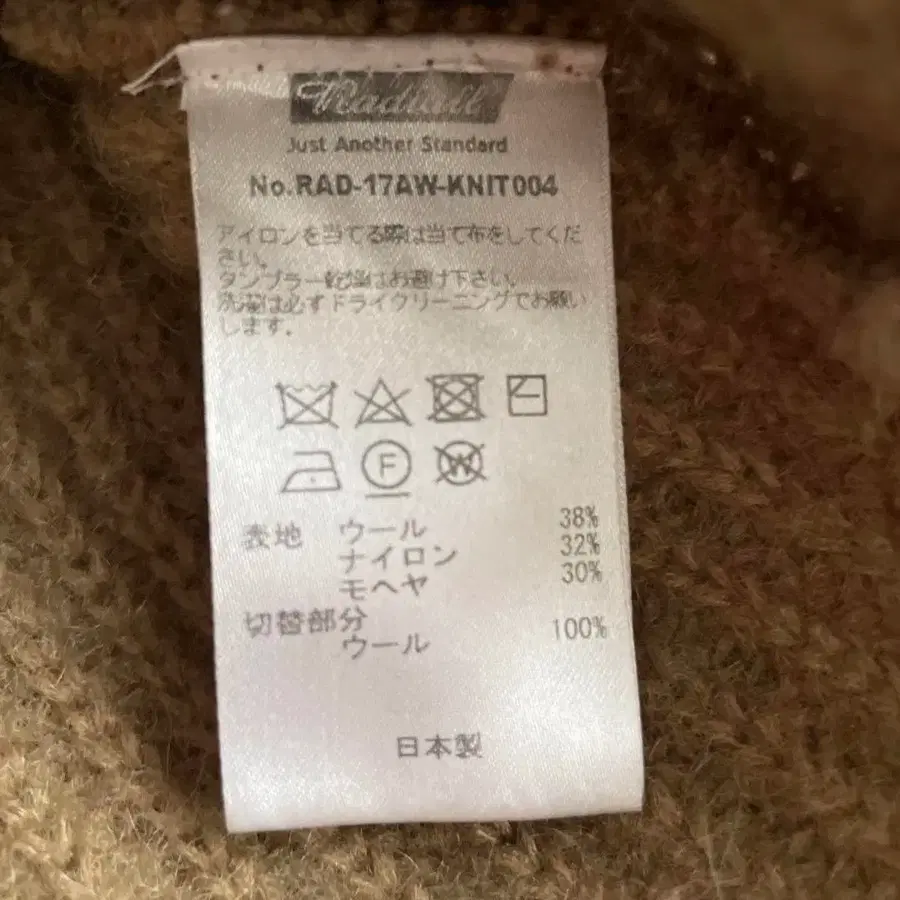 Radiall
Just Another Standard
No.RAD-17AW-KNIT004
アイロンを当てる際は当て布をしてくだ
さい。
タンブラー乾燥はお避け下さい。
洗濯は必ずドライクリーニングでお願い
します。
F W
表地 ウール 38%
ナイロン 32%
モヘヤ 30%
切替部分
ウール 100%
日本製